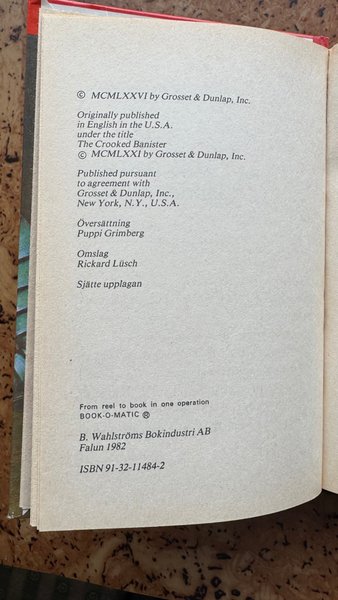 © MCMLXXVI by Grosset & Dunlap, Inc.
Originally published
in English in the U.S.A.
under the title
The Crooked Banister
© MCMLXXI by Grosset & Dunlap, Inc.
Published pursuant
to agreement with
Grosset & Dunlap, Inc.,
New York, N.Y., U.S.A.
Översättning
Puppi Grimberg
Omslag
Rickard Lüsch
Sjätte upplagan
From reel to book in one operation
BOOK-O-MATIC ®
B. Wahlströms Bokindustri AB
Falun 1982
ISBN 91-32-11484-2